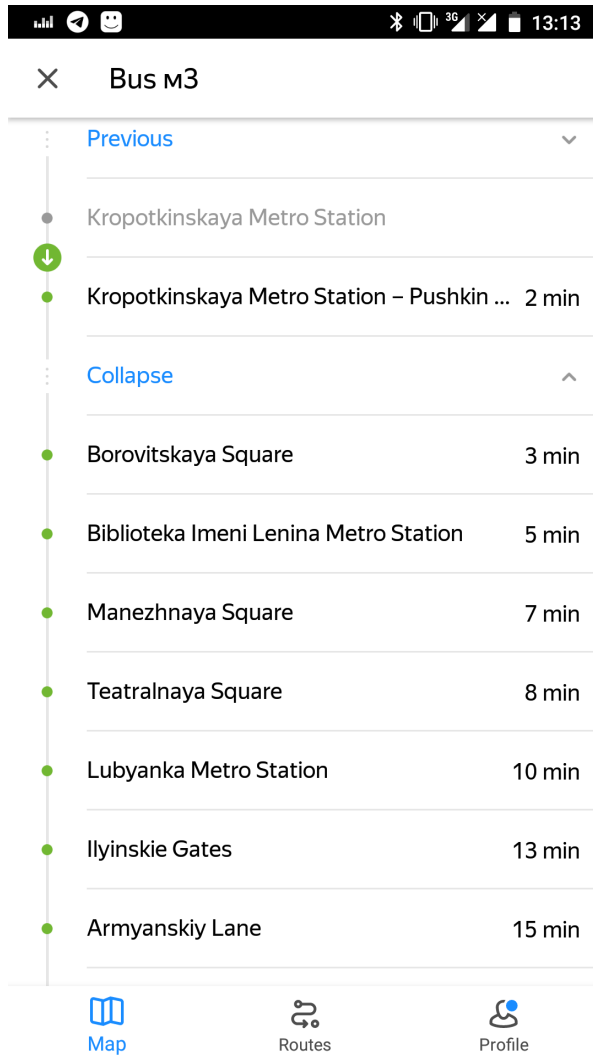 3G 13:13
Bus м3
Previous
Kropotkinskaya Metro Station
Kropotkinskaya Metro Station – Pushkin ... 2 min
Collapse
Borovitskaya Square 3 min
Biblioteka Imeni Lenina Metro Station 5 min
Manezhnaya Square 7 min
Teatralnaya Square 8 min
Lubyanka Metro Station 10 min
Ilyinskie Gates 13 min
Armyanskiy Lane 15 min
Map Routes Profile